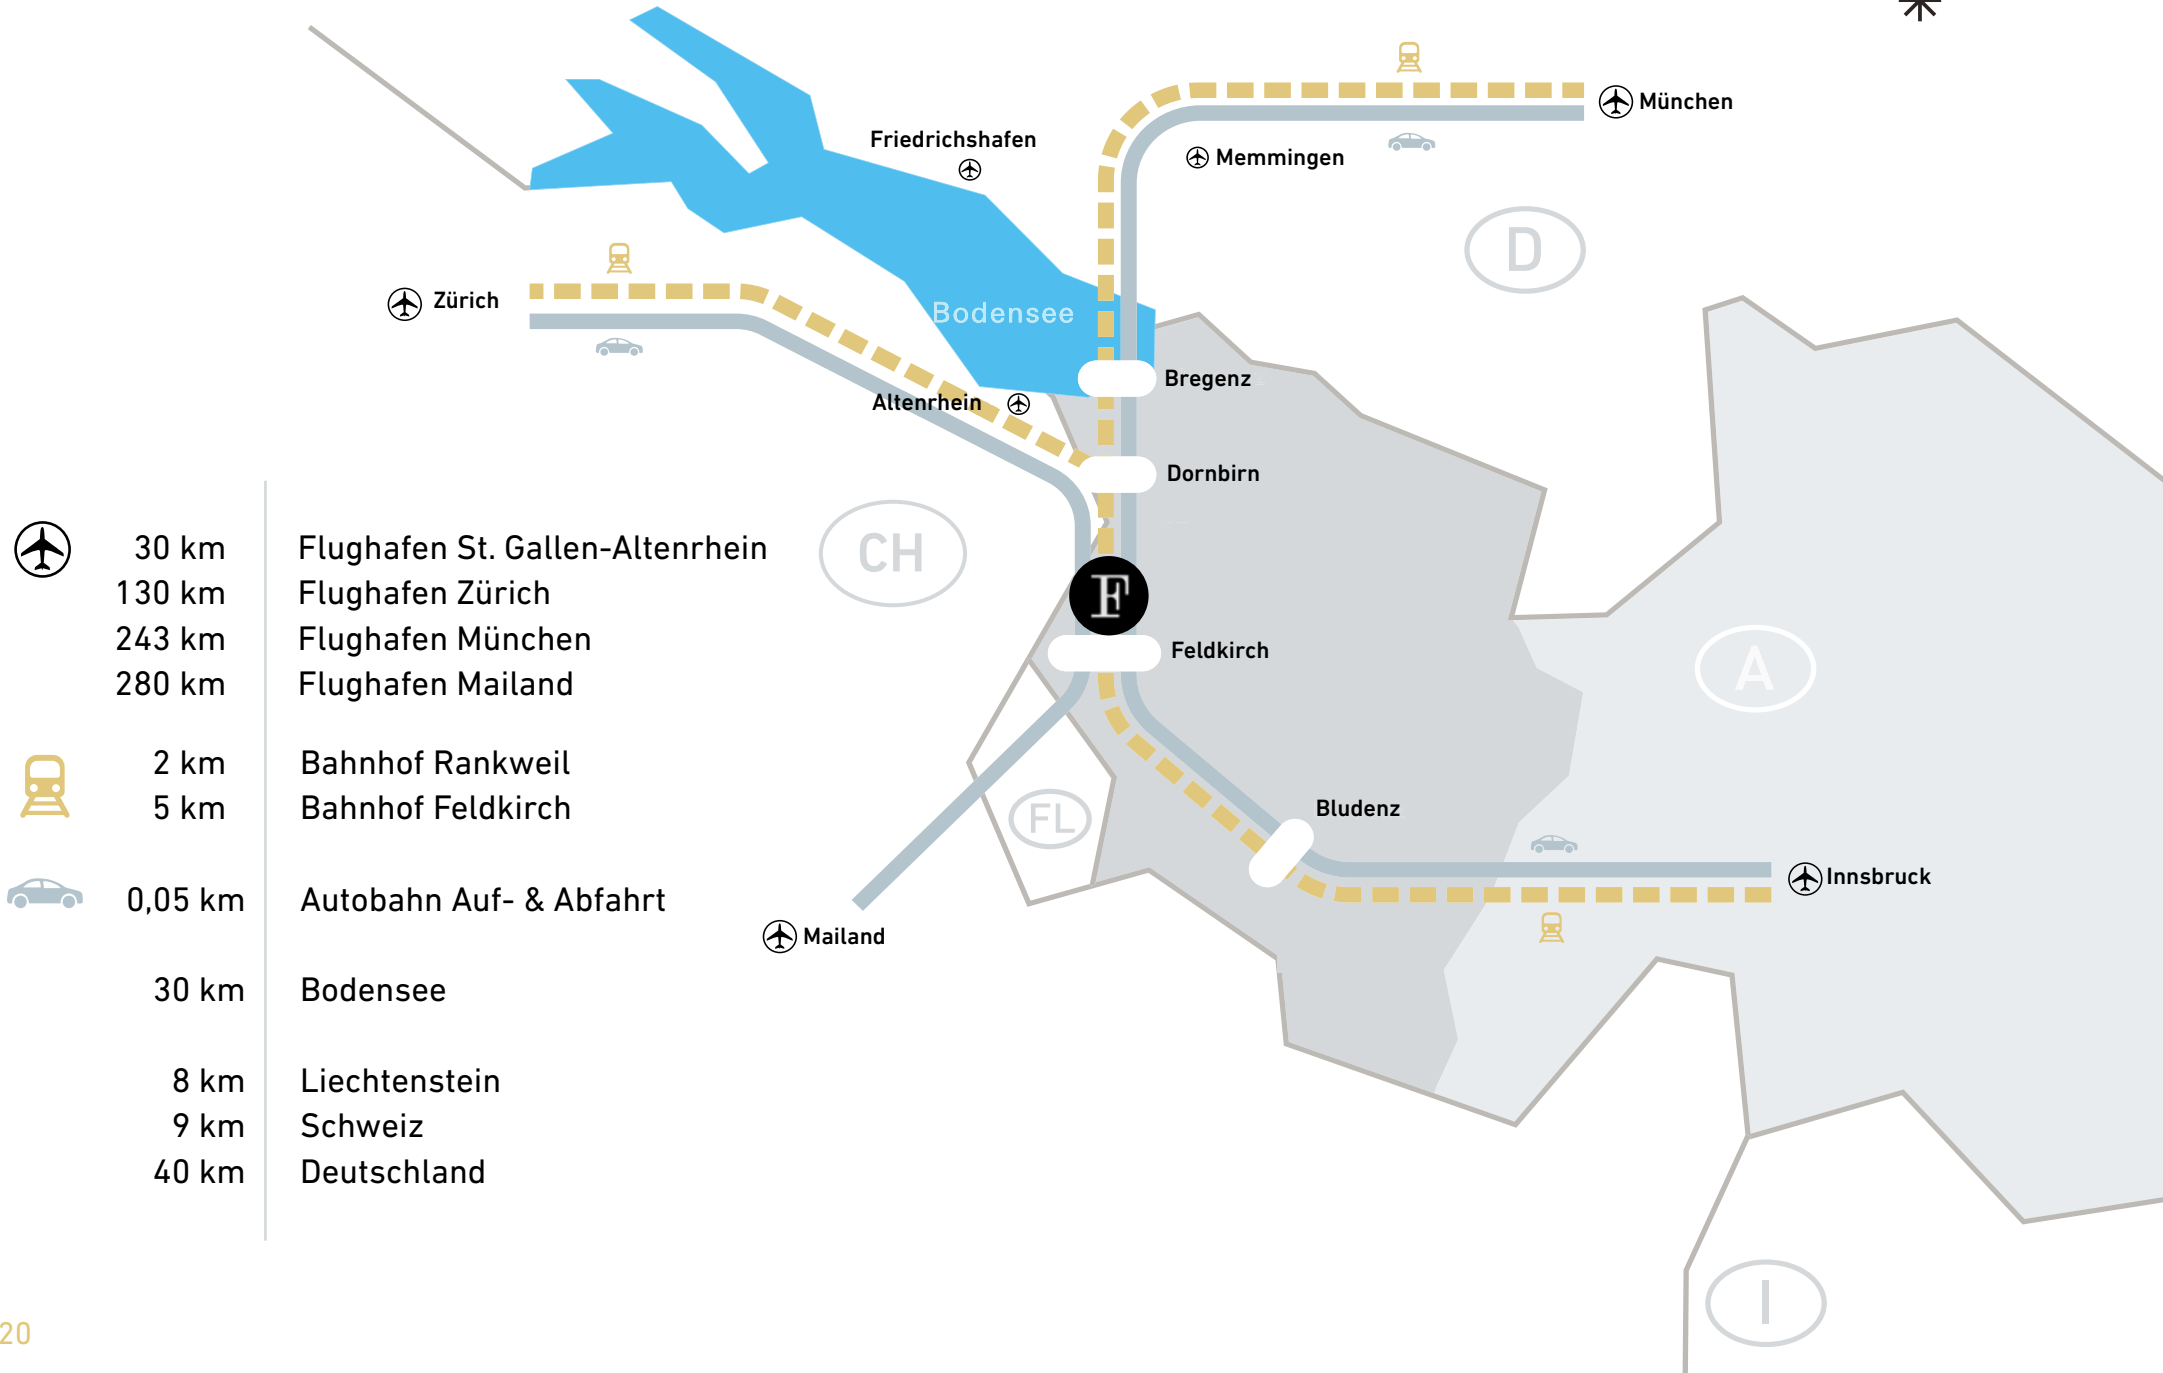 München
Friedrichshafen
Memmingen
D
Zürich
Bodensee
Bregenz
Altenrhein
Dornbirn
CH
F
Feldkirch
A
Bludenz
FL
Innsbruck
Mailand
I
30 km Flughafen St. Gallen-Altenrhein
130 km Flughafen Zürich
243 km Flughafen München
280 km Flughafen Mailand
2 km Bahnhof Rankweil
5 km Bahnhof Feldkirch
0,05 km Autobahn Auf- & Abfahrt
30 km Bodensee
8 km Liechtenstein
9 km Schweiz
40 km Deutschland
20